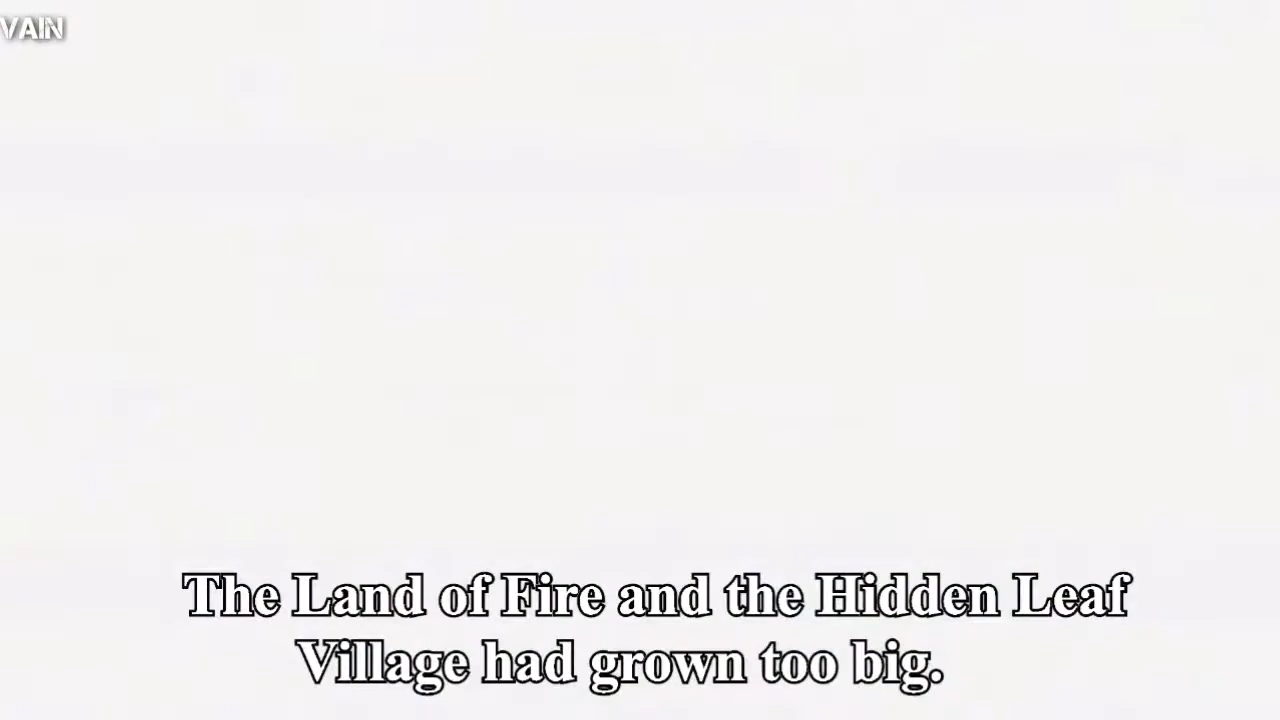 VAIN
The Land of Fire and the Hidden Leaf
Village had grown too big.